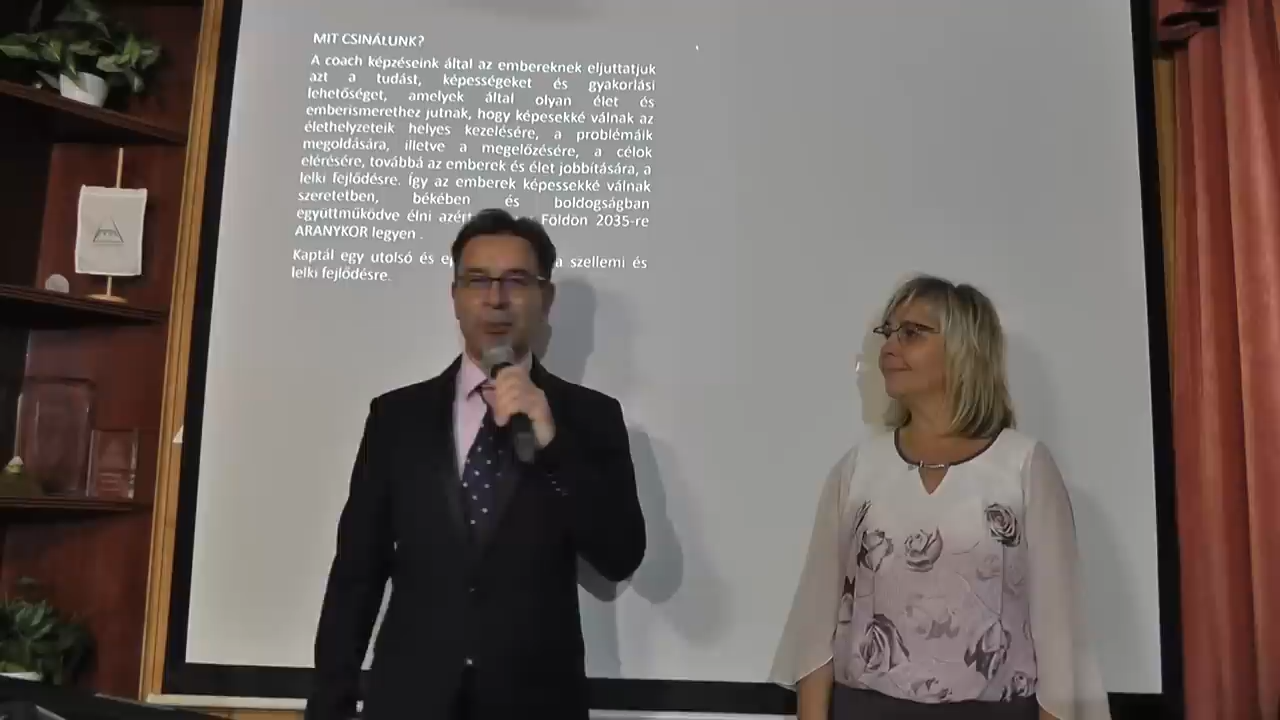 MIT CSINÁLUNK?
A coach képzéseink által az embereknek eljuttatjuk
azt a tudást, képességeket és gyakorlási
lehetőséget, amelyek által olyan élet és
emberismerethez jutnak, hogy képesekké válnak az
élethelyzeteik helyes kezelésére, a problémáik
megoldására, illetve a megelőzésére, a célok
elérésére, továbbá az emberek és élet jobbítására, a
lelki fejlődésre. Így az emberek képessekké válnak
szeretetben, békében és boldogságban
együttműködve élni azért Földön 2035-re
ARANYKOR legyen .
Kaptál egy utolsó és a szellemi és
lelki fejlődésre.